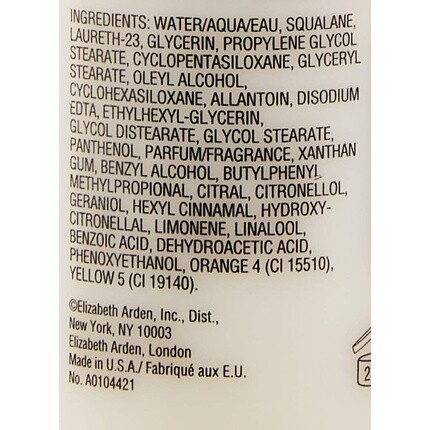 INGREDIENTS: WATER/AQUA/EAU, SQUALANE,
LAURETH-23, GLYCERIN, PROPYLENE GLYCOL
STEARATE, CYCLOPENTASILOXANE, GLYCERYL
STEARATE, OLEYL ALCOHOL,
CYCLOHEXASILOXANE, ALLANTOIN, DISODIUM
EDTA, ETHYLHEXYL-GLYCERIN,
GLYCOL DISTEARATE, GLYCOL STEARATE,
PANTHENOL, PARFUM/FRAGRANCE, XANTHAN
GUM, BENZYL ALCOHOL, BUTYLPHENYL
METHYLPROPIONAL, CITRAL, CITRONELLOL,
GERANIOL, HEXYL CINNAMAL, HYDROXY-
CITRONELLAL, LIMONENE, LINALOOL,
BENZOIC ACID, DEHYDROACETIC ACID,
PHENOXYETHANOL, ORANGE 4 (CI 15510),
YELLOW 5 (CI 19140).
©Elizabeth Arden, Inc., Dist.,
New York, NY 10003
Elizabeth Arden, London
Made in U.S.A./ Fabriqué aux E.U.
No. A0104421
2